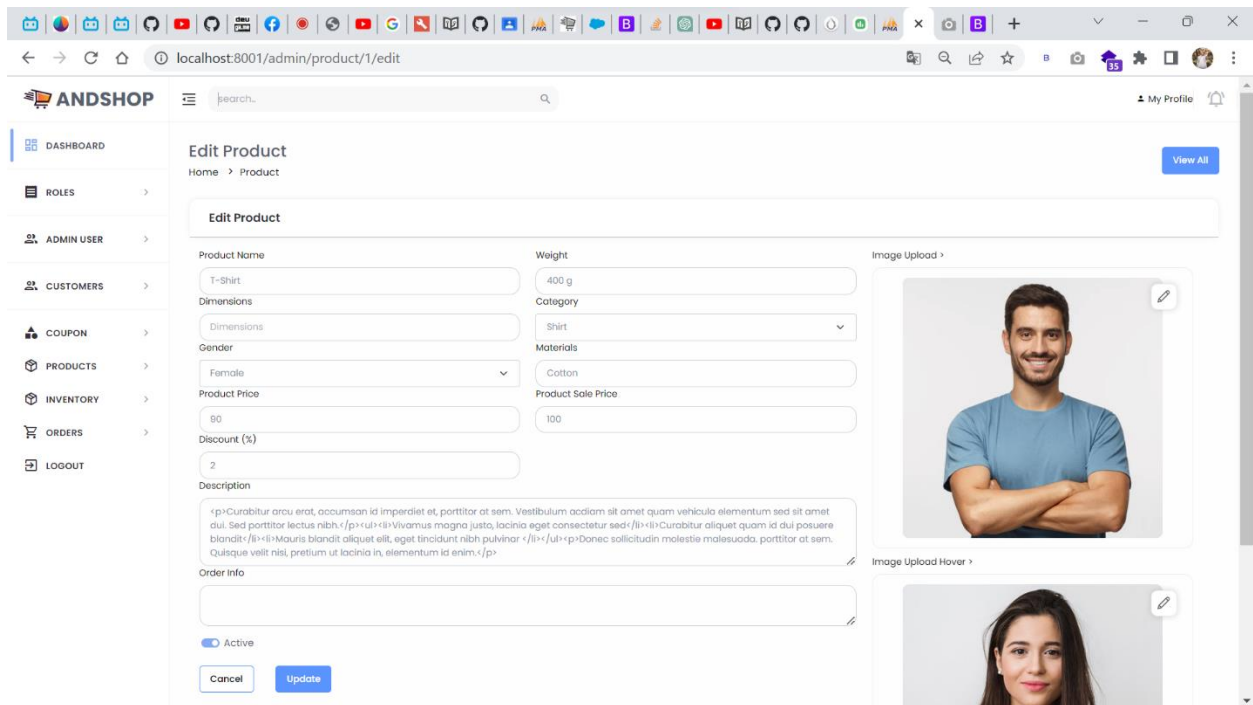 localhost:8001/admin/product/1/edit
35
ANDSHOP
search..
My Profile
DASHBOARD
ROLES
ADMIN USER
CUSTOMERS
COUPON
PRODUCTS
INVENTORY
ORDERS
LOGOUT
Edit Product
View All
Home > Product
Edit Product
Product Name
Weight
Image Upload >
T-Shirt
400 g
Dimensions
Category
Dimensions
Shirt
Gender
Materials
Female
Cotton
Product Price
Product Sale Price
90
100
Discount (%)
2
Description
<p>Curabitur arcu erat, accumsan id imperdiet et, porttitor at sem. Vestibulum acdiam sit amet quam vehicula elementum sed sit amet
dui. Sed porttitor lectus nibh.</p><ul><li>Vivamus magna justo, lacinia eget consectetur sed</li><li>Curabitur aliquet quam id dui posuere
blandit</li><li>Mauris blandit aliquet elit, eget tincidunt nibh pulvinar </li></ul><p>Donec sollicitudin molestie malesuada. porttitor at sem.
Quisque velit nisi, pretium ut lacinia in, elementum id enim.</p>
Image Upload Hover >
Order Info
Active
Cancel
Update